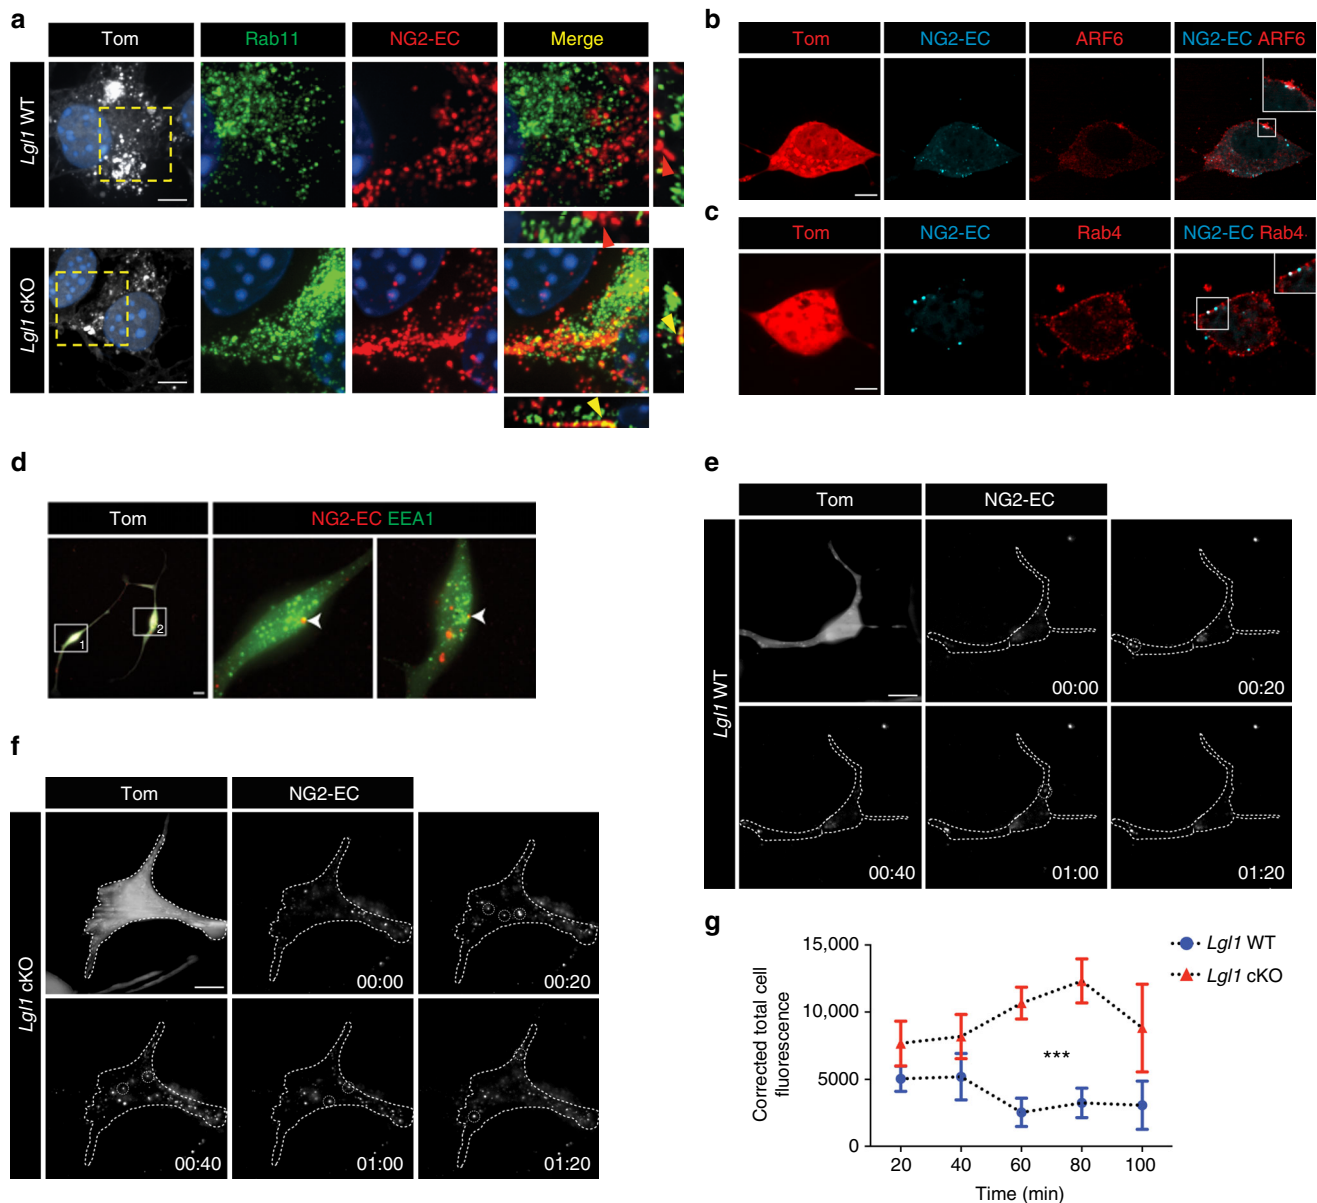 a
Tom Rab11 NG2-EC Merge
Lgl1 WT
Lgl1 cKO
b
Tom NG2-EC ARF6 NG2-EC ARF6
c
Tom NG2-EC Rab4 NG2-EC Rab4
d
Tom NG2-EC EEA1
1 2
e
Tom NG2-EC
Lgl1 WT
00:00 00:20
00:40 01:00 01:20
f
Tom NG2-EC
Lgl1 cKO
00:00 00:20
00:40 01:00 01:20
g
Lgl1 WT
Lgl1 cKO
Corrected total cell
fluorescence
15,000
10,000
5000
0
***
20 40 60 80 100
Time (min)